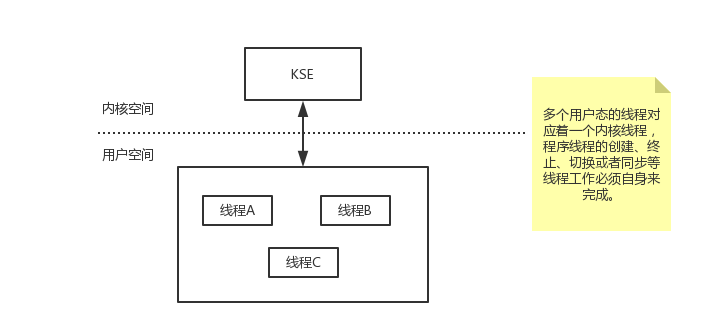 KSE
内核空间
用户空间
线程A
线程B
线程C
多个用户态的线程对
应着一个内核线程，
程序线程的创建、终
止、切换或者同步等
线程工作必须自身来
完成。